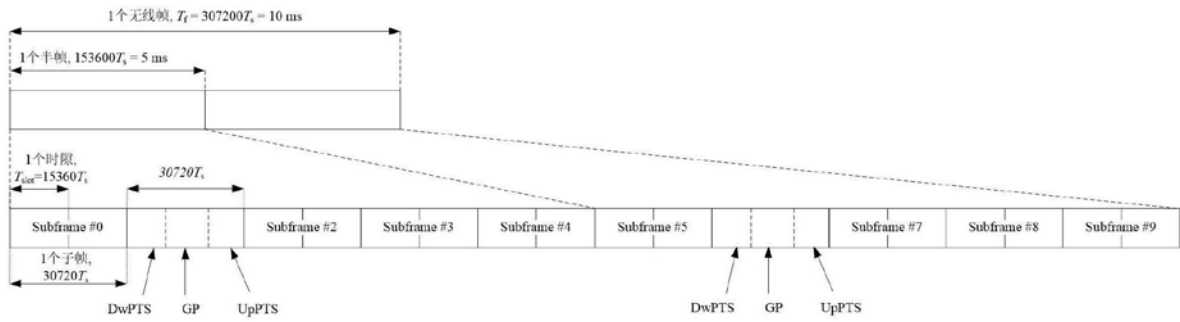 1个无线帧, Tf = 307200Ts = 10 ms
1个半帧, 153600Ts = 5 ms
1个时隙,
Tslot=15360Ts
30720Ts
Subframe #0
Subframe #2
Subframe #3
Subframe #4
Subframe #5
Subframe #7
Subframe #8
Subframe #9
1个子帧,
30720Ts
DwPTS
GP
UpPTS
DwPTS
GP
UpPTS